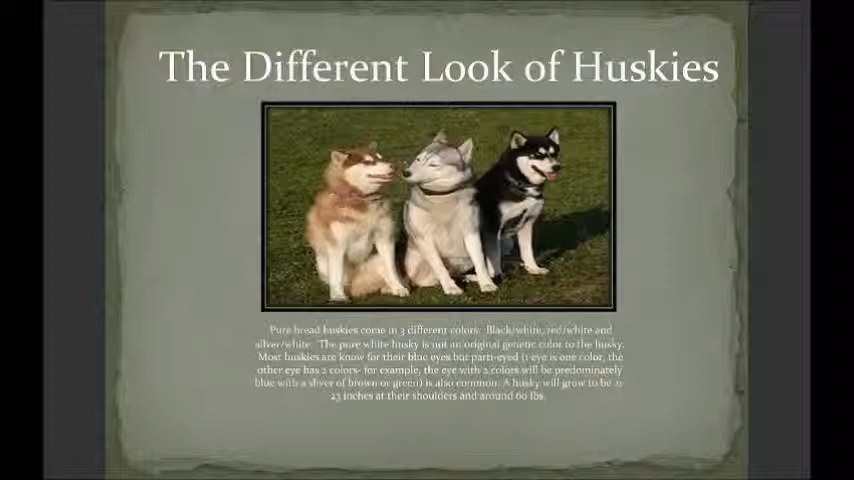 The Different Look of Huskies
Pure bread huskies come in 3 different colors: Black/white, red/white and
silver/white. The pure white husky is not an original genetic color to the husky.
Most huskies are know for their blue eyes but parti-eyed (1 eye is one color, the
other eye has 2 colors- for example, the eye with 2 colors will be predominately
blue with a sliver of brown or green) is also common. A husky will grow to be
23 inches at their shoulders and around 60 lbs.